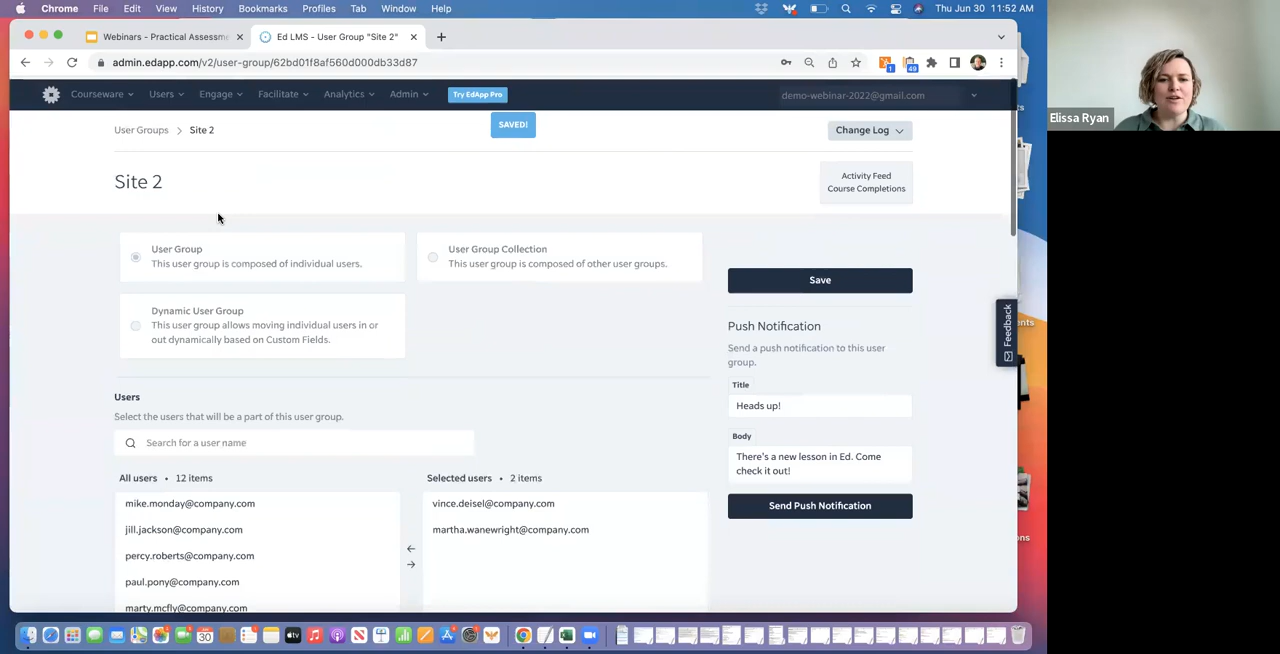 Chrome File Edit View History Bookmarks Profiles Tab Window Help Thu Jun 30 11:52 AM
Webinars - Practical Assessme
Ed LMS - User Group "Site 2"
admin.edapp.com/v2/user-group/62bd01f8af560d000db33d87
1
49
Courseware Users Engage Facilitate Analytics Admin Try EdApp Pro demo-webinar-2022@gmail.com
SAVED!
User Groups > Site 2
Change Log
Site 2
Activity Feed
Course Completions
User Group
This user group is composed of individual users.
User Group Collection
This user group is composed of other user groups.
Dynamic User Group
This user group allows moving individual users in or
out dynamically based on Custom Fields.
Save
Push Notification
Send a push notification to this user
group.
Title
Heads up!
Body
There's a new lesson in Ed. Come
check it out!
Send Push Notification
Feedback
Users
Select the users that will be a part of this user group.
Search for a user name
All users • 12 items
Selected users • 2 items
mike.monday@company.com
jill.jackson@company.com
percy.roberts@company.com
paul.pony@company.com
marty.mcfly@company.com
vince.deisel@company.com
martha.wanewright@company.com
Elissa Ryan
JUN
30
tv